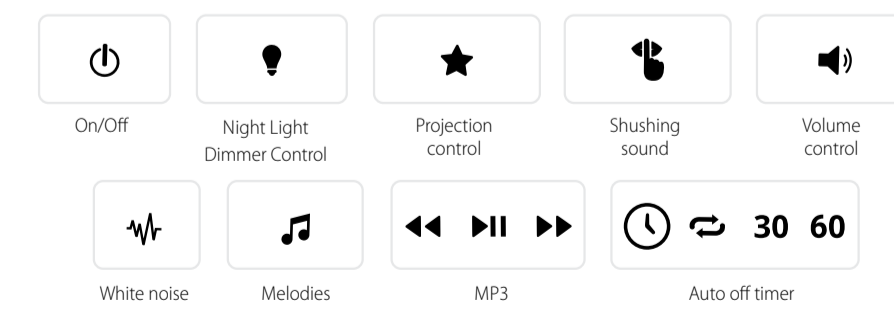 On/Off
Night Light
Dimmer Control
Projection
control
Shushing
sound
Volume
control
30 60
White noise
Melodies
MP3
Auto off timer